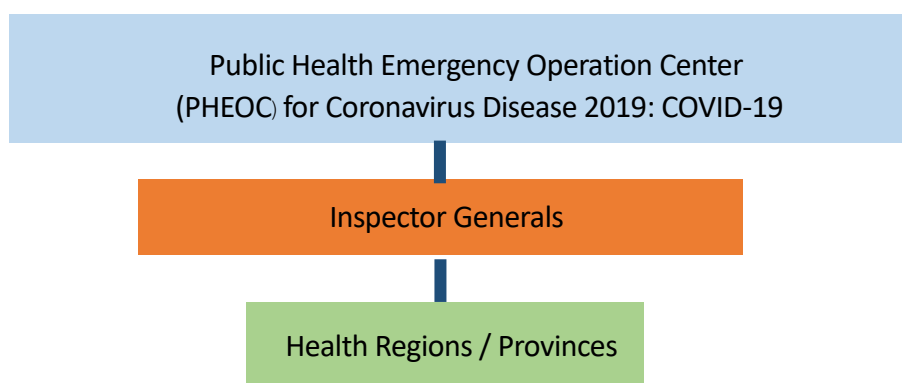 Public Health Emergency Operation Center
(PHEOC) for Coronavirus Disease 2019: COVID-19
Inspector Generals
Health Regions / Provinces